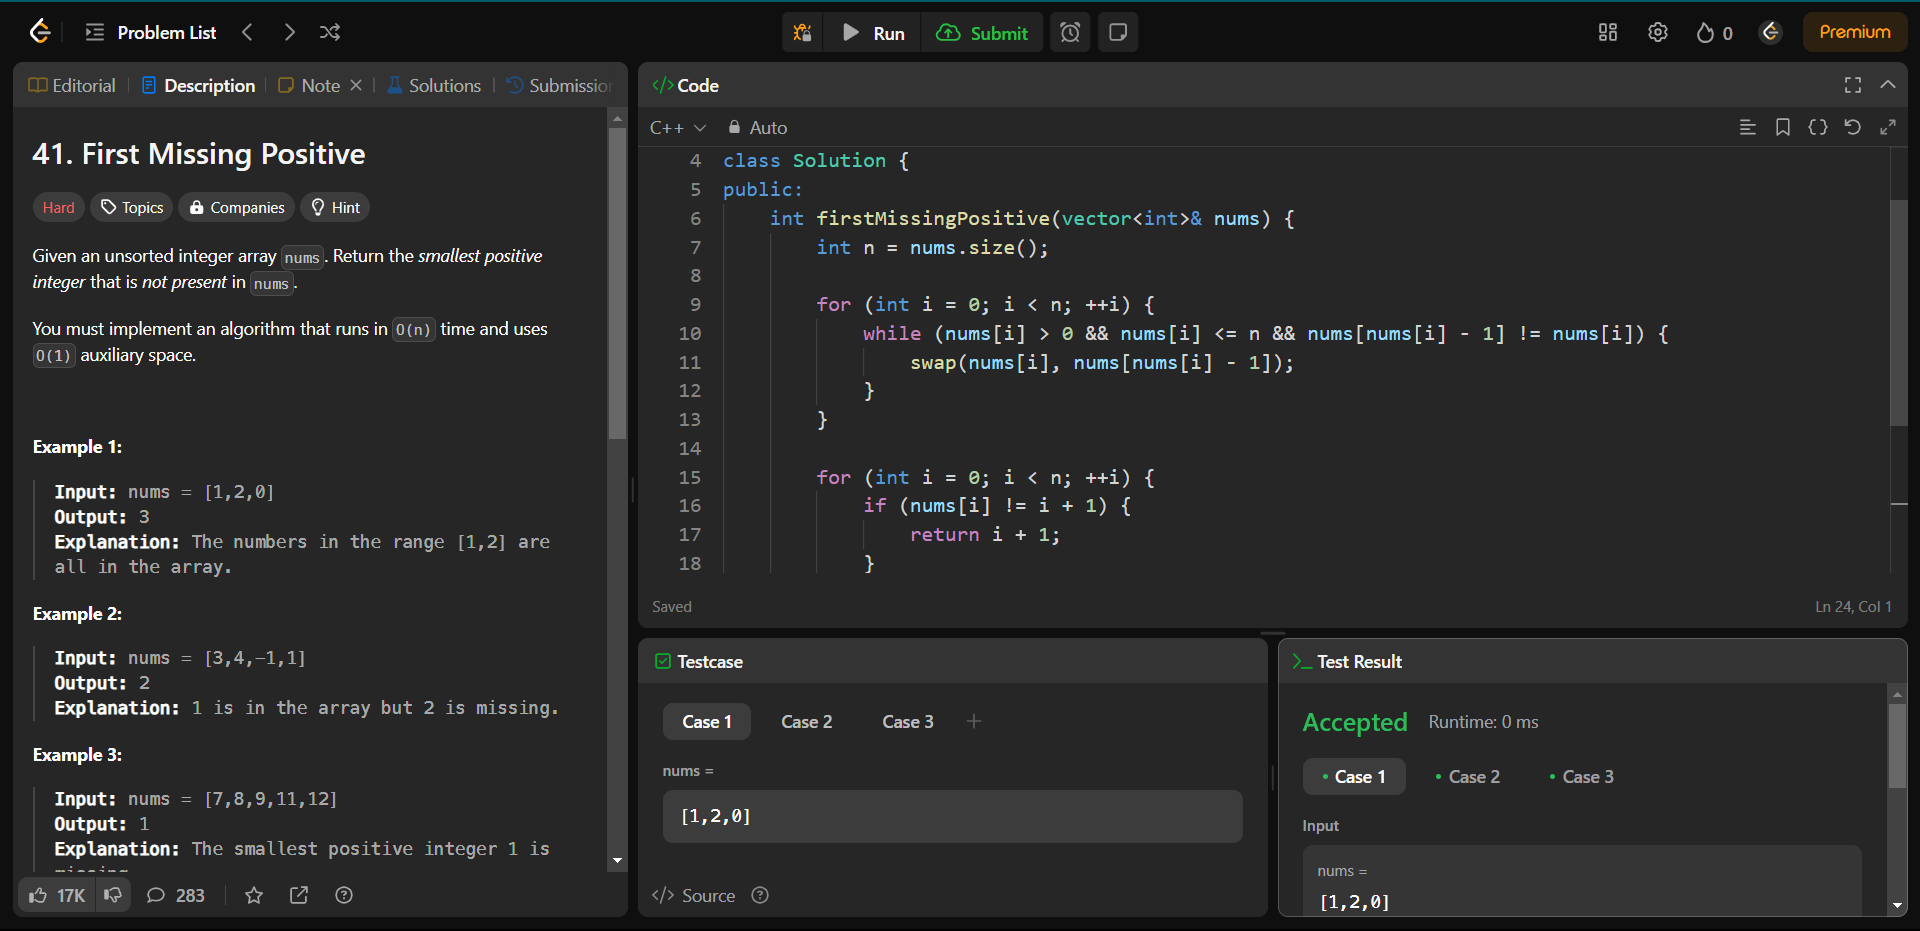 Problem List
Run
Submit
0
Premium
Editorial
Description
Note
Solutions
41. First Missing Positive
Hard
Topics
Companies
Hint
Given an unsorted integer array nums. Return the smallest positive
integer that is not present in nums.
You must implement an algorithm that runs in O(n) time and uses
O(1) auxiliary space.
Example 1:
Input: nums = [1,2,0]
Output: 3
Explanation: The numbers in the range [1,2] are
all in the array.
Example 2:
Input: nums = [3,4,-1,1]
Output: 2
Explanation: 1 is in the array but 2 is missing.
Example 3:
Input: nums = [7,8,9,11,12]
Output: 1
Explanation: The smallest positive integer 1 is
17K
283
Code
C++
Auto
4 class Solution {
5 public:
6 int firstMissingPositive(vector<int>& nums) {
7 int n = nums.size();
8
9 for (int i = 0; i < n; ++i) {
10 while (nums[i] > 0 && nums[i] <= n && nums[nums[i] - 1] != nums[i]) {
11 swap(nums[i], nums[nums[i] - 1]);
12 }
13 }
14
15 for (int i = 0; i < n; ++i) {
16 if (nums[i] != i + 1) {
17 return i + 1;
18 }
Saved
Ln 24, Col 1
Testcase
Case 1
Case 2
Case 3
nums =
[1,2,0]
Source
Test Result
Accepted
Runtime: 0 ms
Case 1
Case 2
Case 3
Input
nums =
[1,2,0]